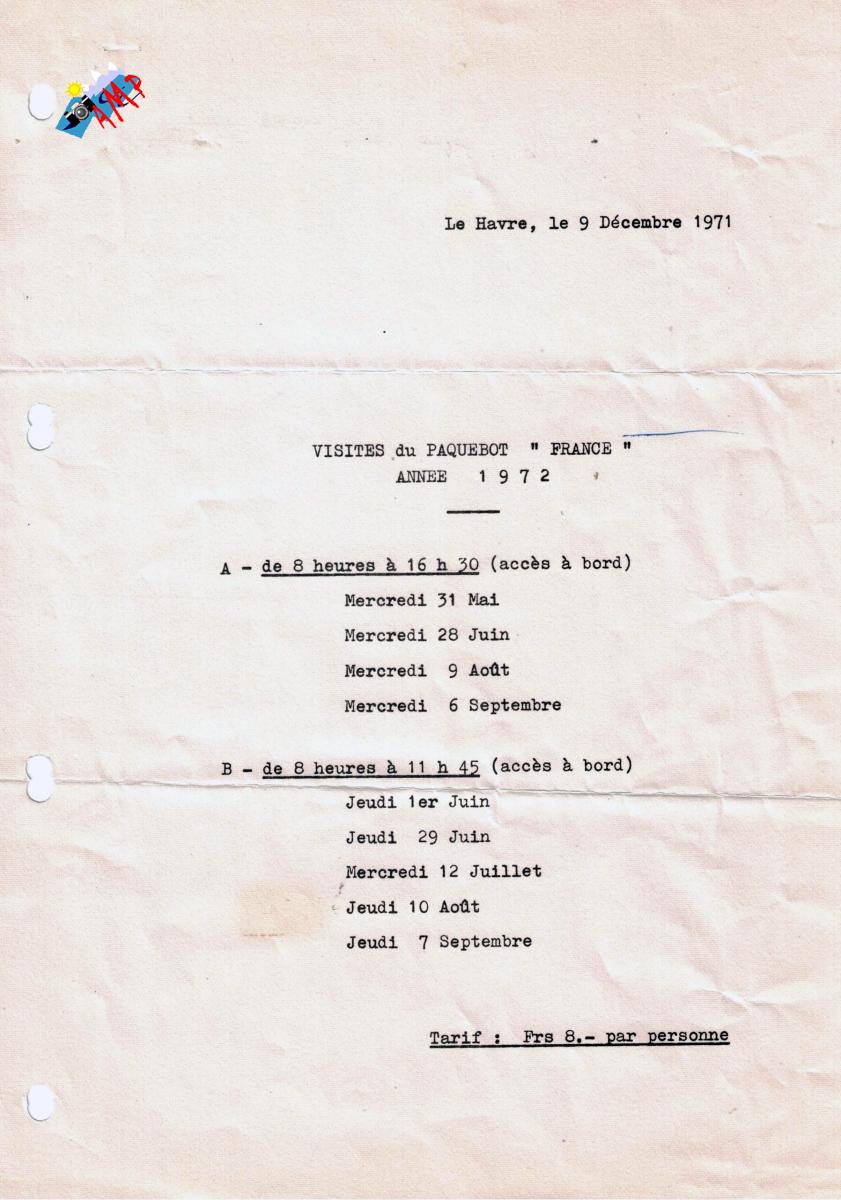 AMP
Le Havre, le 9 Décembre 1971
VISITES du PAQUEBOT " FRANCE "
ANNEE 1 9 7 2
A - de 8 heures à 16 h 30 (accès à bord)
Mercredi 31 Mai
Mercredi 28 Juin
Mercredi 9 Août
Mercredi 6 Septembre
B - de 8 heures à 11 h 45 (accès à bord)
Jeudi 1er Juin
Jeudi 29 Juin
Mercredi 12 Juillet
Jeudi 10 Août
Jeudi 7 Septembre
Tarif : Frs 8.- par personne